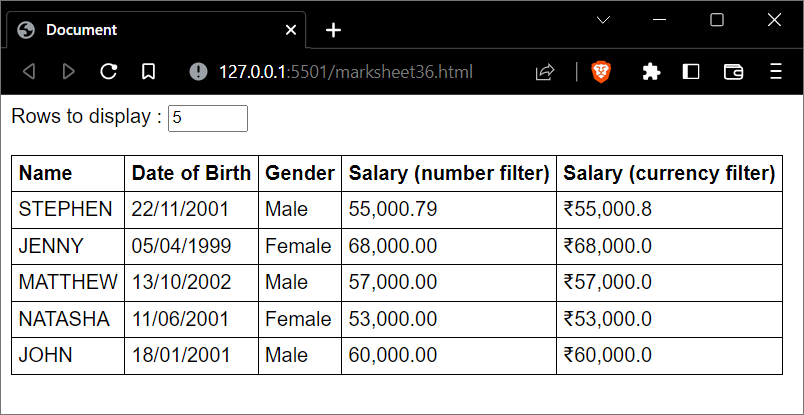 Document
127.0.0.1:5501/marksheet36.html
Rows to display : 5
Name Date of Birth Gender Salary (number filter) Salary (currency filter)
STEPHEN 22/11/2001 Male 55,000.79 ₹55,000.8
JENNY 05/04/1999 Female 68,000.00 ₹68,000.0
MATTHEW 13/10/2002 Male 57,000.00 ₹57,000.0
NATASHA 11/06/2001 Female 53,000.00 ₹53,000.0
JOHN 18/01/2001 Male 60,000.00 ₹60,000.0